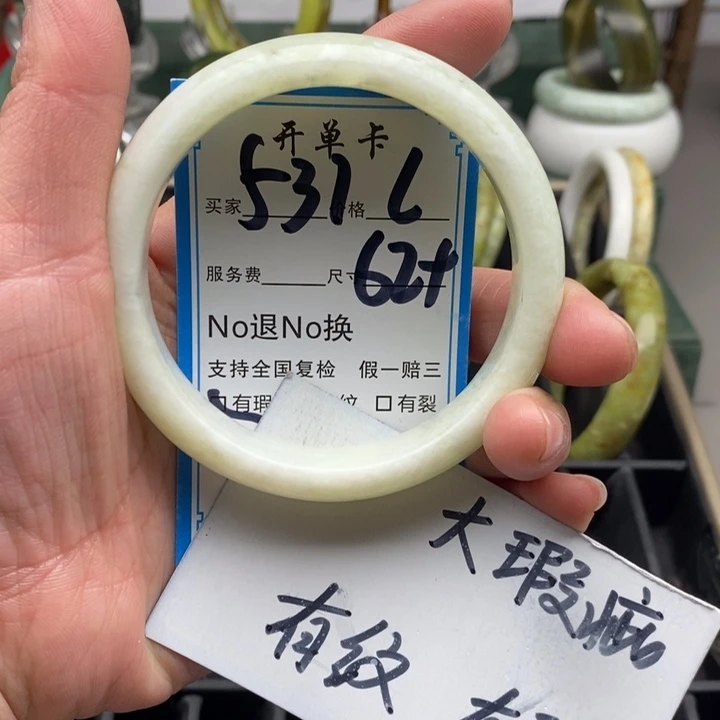 开单卡
买家 531 价格 L
服务费 尺寸 62+
No退No换
支持全国复检 假一赔三
有瑕 纹 有裂
大瑕疵
有纹